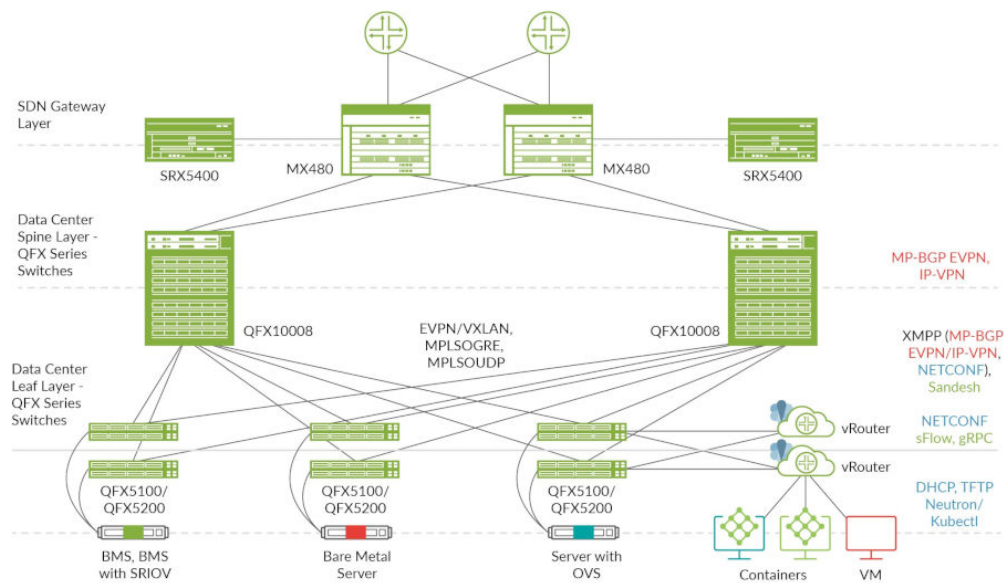 SDN Gateway
Layer
SRX5400
MX480
MX480
SRX5400
Data Center
Spine Layer -
QFX Series
Switches
MP-BGP EVPN,
IP-VPN
QFX10008
EVPN/VXLAN,
MPLSOGRE,
MPLSOUDP
QFX10008
XMPP (MP-BGP
EVPN/IP-VPN,
NETCONF),
Sandesh
Data Center
Leaf Layer -
QFX Series
Switches
vRouter
NETCONF
sFlow, gRPC
vRouter
QFX5100/
QFX5200
QFX5100/
QFX5200
QFX5100/
QFX5200
DHCP, TFTP
Neutron/
Kubectl
BMS, BMS
with SRIOV
Bare Metal
Server
Server with
OVS
Containers
VM